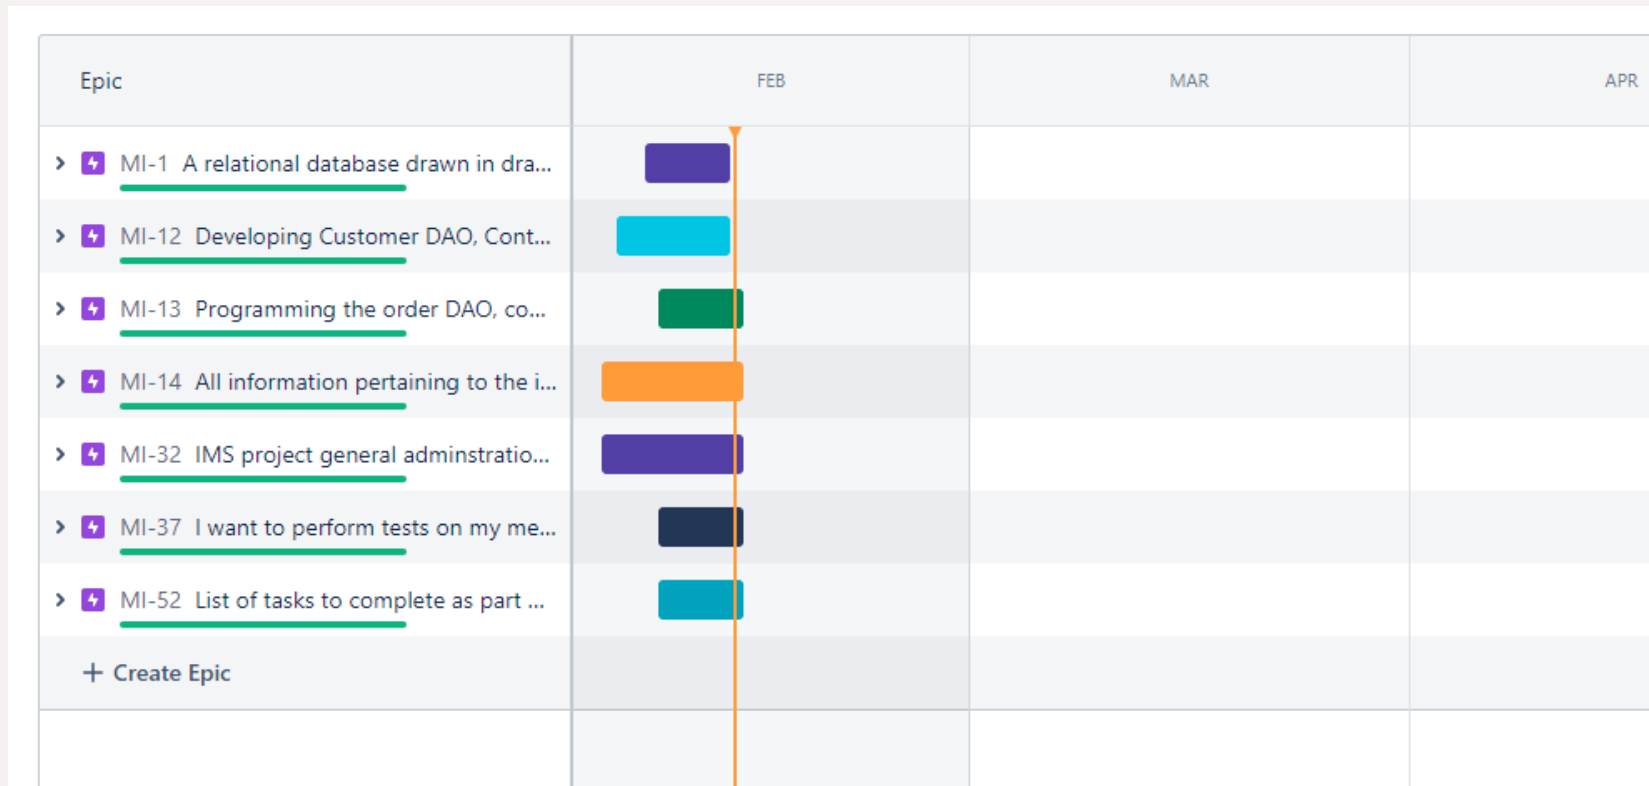 Epic FEB MAR APR
MI-1 A relational database drawn in dra...
MI-12 Developing Customer DAO, Cont...
MI-13 Programming the order DAO, co...
MI-14 All information pertaining to the i...
MI-32 IMS project general adminstratio...
MI-37 I want to perform tests on my me...
MI-52 List of tasks to complete as part ...
+ Create Epic